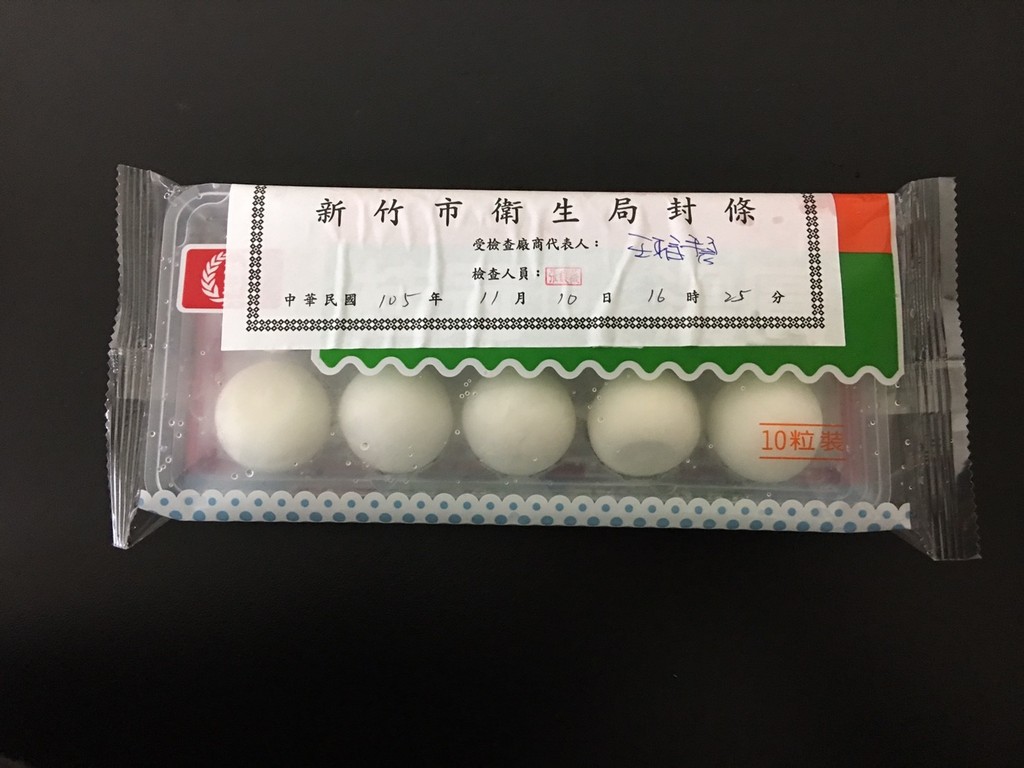 新竹市衛生局封條
受檢查廠商代表人：
檢查人員：
中華民國 105 年 11 月 10 日 16 時 25 分
10粒裝